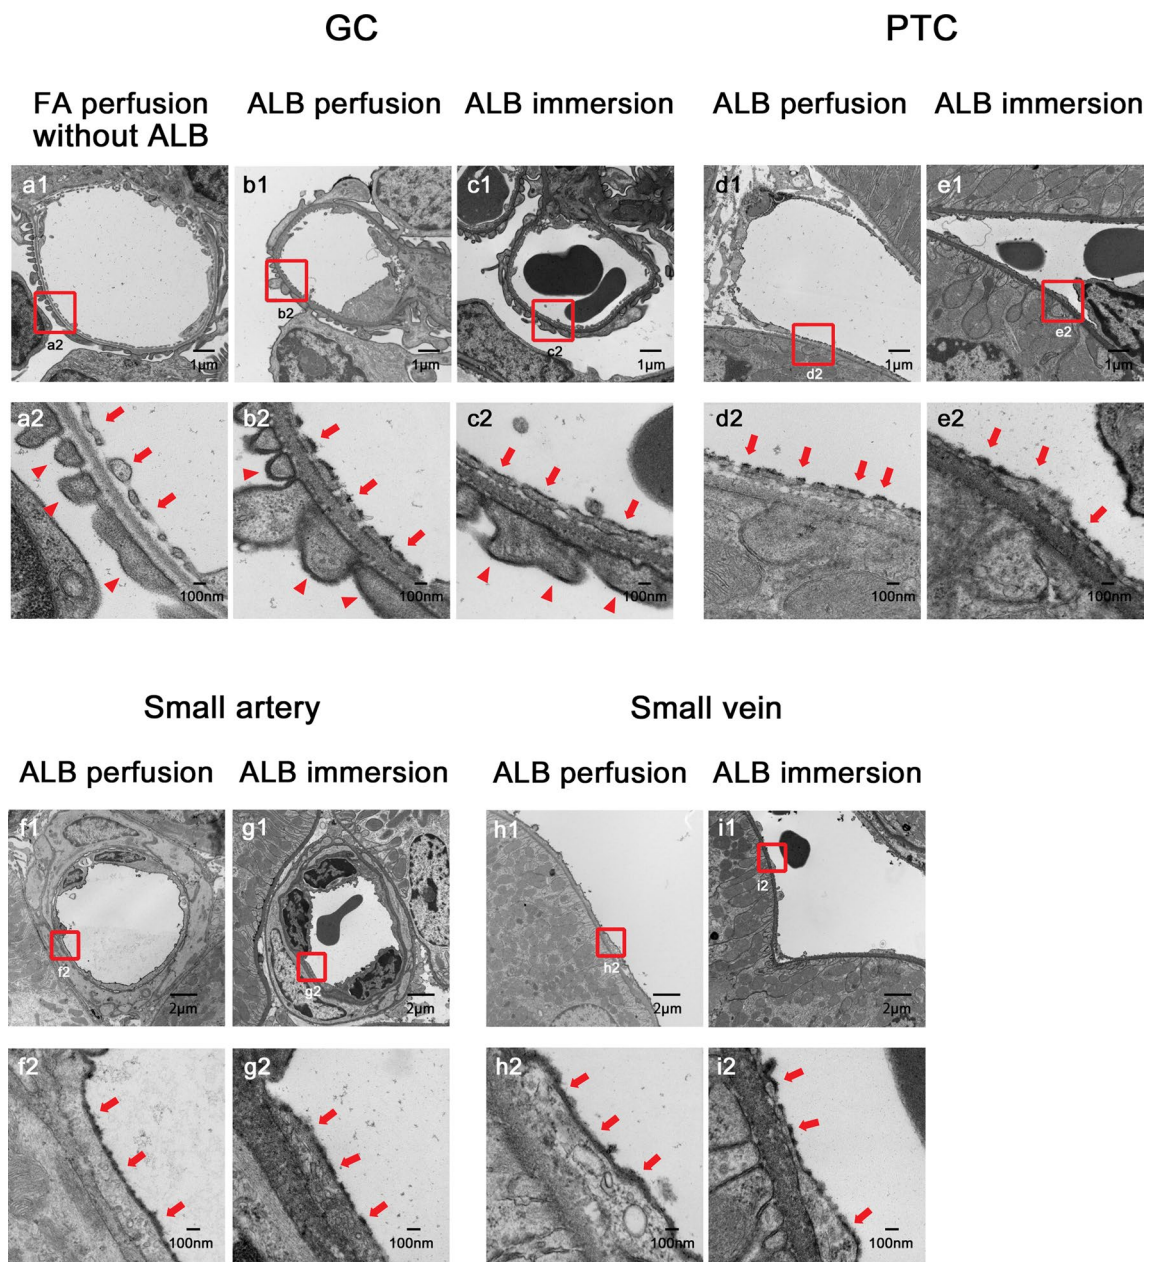 GC
PTC
FA perfusion
without ALB
ALB perfusion
ALB immersion
ALB perfusion
ALB immersion
a1
a2
1μm
b1
b2
1μm
c1
c2
1μm
d1
d2
1μm
e1
e2
1μm
a2
100nm
b2
100nm
c2
100nm
d2
100nm
e2
100nm
Small artery
Small vein
ALB perfusion
ALB immersion
ALB perfusion
ALB immersion
f1
f2
2μm
g1
g2
2μm
h1
h2
2μm
i1
i2
2μm
f2
100nm
g2
100nm
h2
100nm
i2
100nm